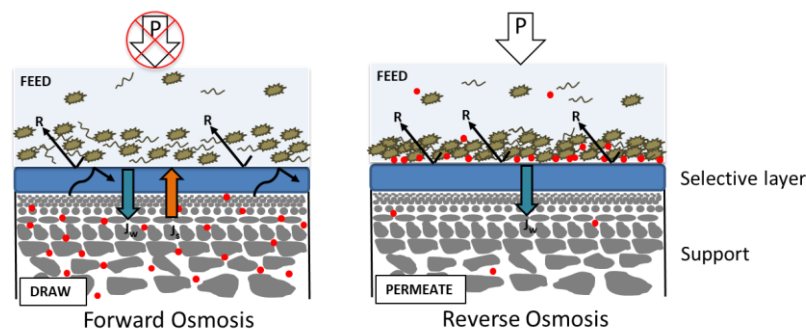 P
P
FEED
FEED
R
R
R
R
R
Selective layer
Jw
Js
Jw
Support
DRAW
PERMEATE
Forward Osmosis
Reverse Osmosis